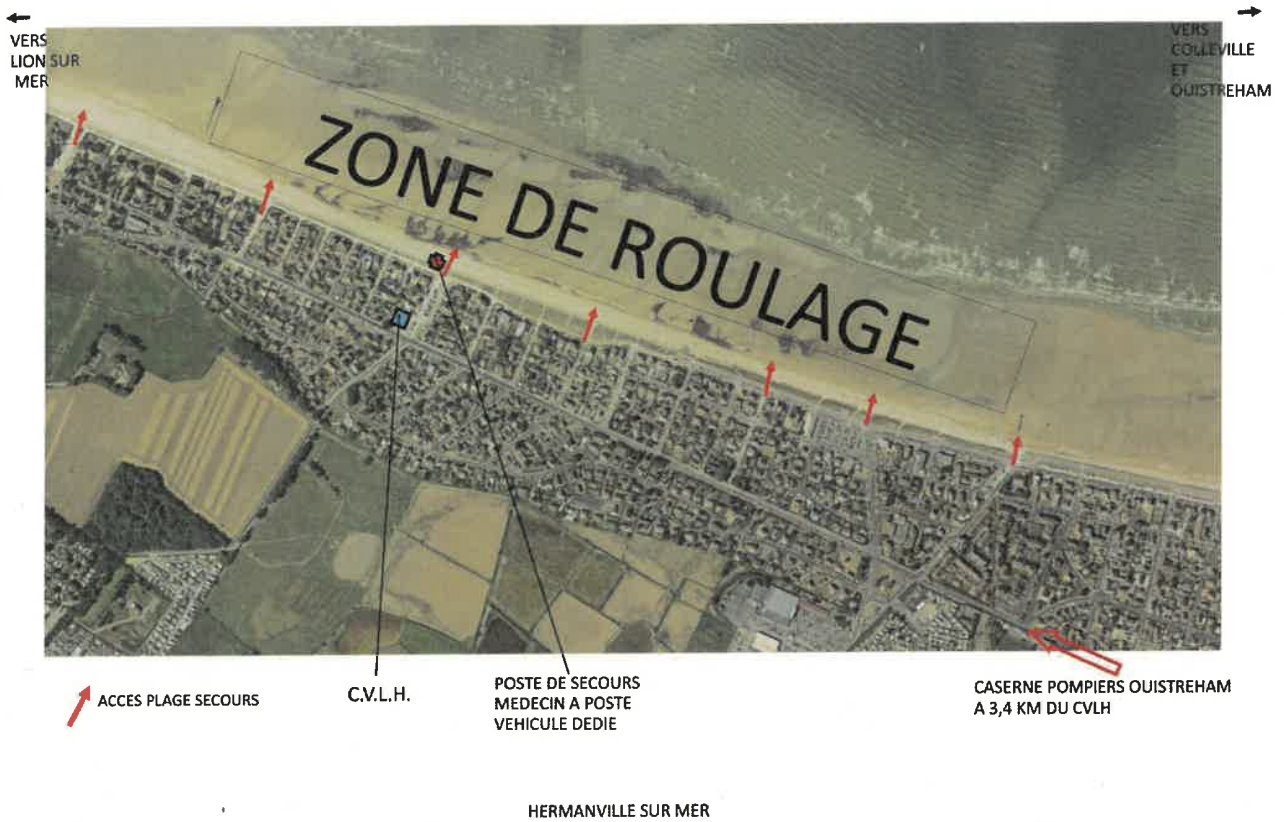 VERS
LION SUR
MER
VERS
COLLEVILLE
ET
OUISTREHAM
ZONE DE ROULAGE
ACCES PLAGE SECOURS
C.V.L.H.
POSTE DE SECOURS
MEDECIN A POSTE
VEHICULE DEDIE
CASERNE POMPIERS OUISTREHAM
A 3,4 KM DU CVLH
HERMANVILLE SUR MER